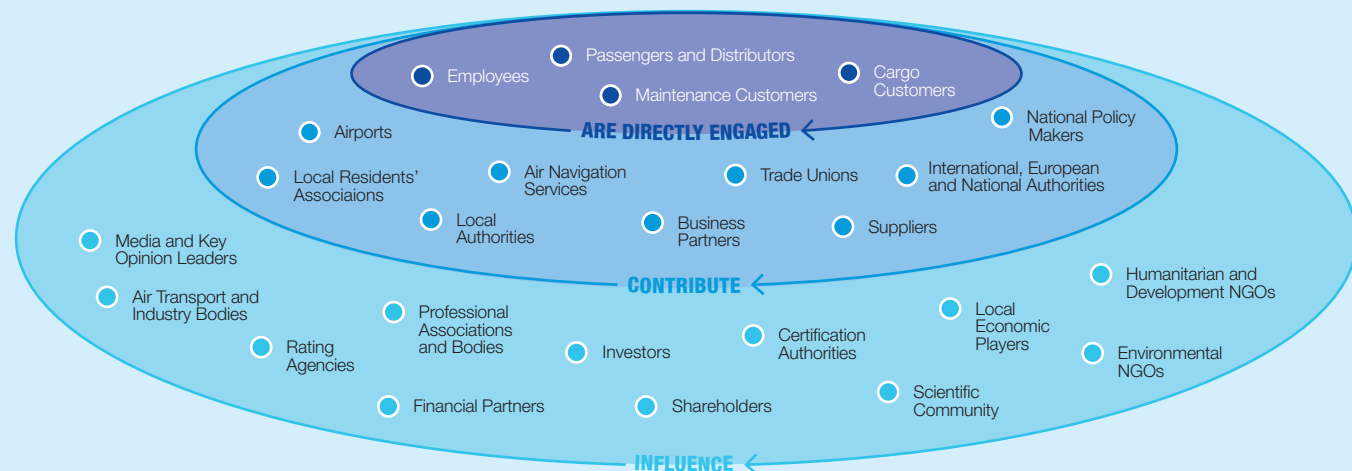 Passengers and Distributors
Employees
Cargo
Customers
Maintenance Customers
ARE DIRECTLY ENGAGED
National Policy
Makers
Airports
Local Residents'
Associaions
Air Navigation
Services
Trade Unions
International, European
and National Authorities
Local
Authorities
Business
Partners
Suppliers
CONTRIBUTE
Media and Key
Opinion Leaders
Humanitarian and
Development NGOs
Air Transport and
Industry Bodies
Professional
Associations
and Bodies
Local
Economic
Players
Rating
Agencies
Investors
Certification
Authorities
Environmental
NGOs
Financial Partners
Shareholders
Scientific
Community
INFLUENCE